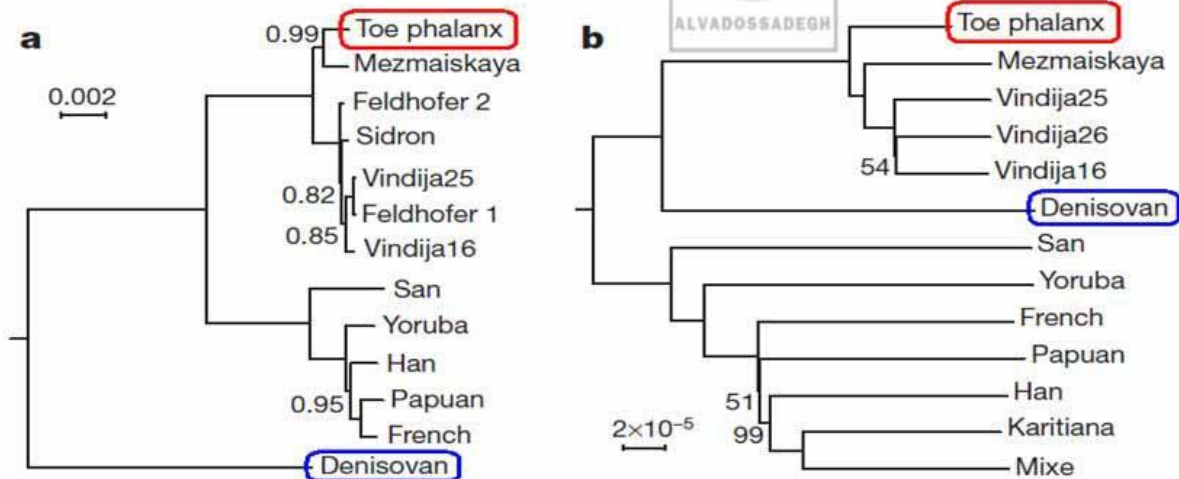 a
0.99
Toe phalanx
Mezmaiskaya
0.002
Feldhofer 2
Sidron
Vindija25
0.82
Feldhofer 1
0.85
Vindija16
San
Yoruba
Han
0.95
Papuan
French
Denisovan
ALVADOSSADEGH
b
Toe phalanx
Mezmaiskaya
Vindija25
Vindija26
54
Vindija16
Denisovan
San
Yoruba
French
Papuan
51
Han
2×10⁻⁵
99
Karitiana
Mixe